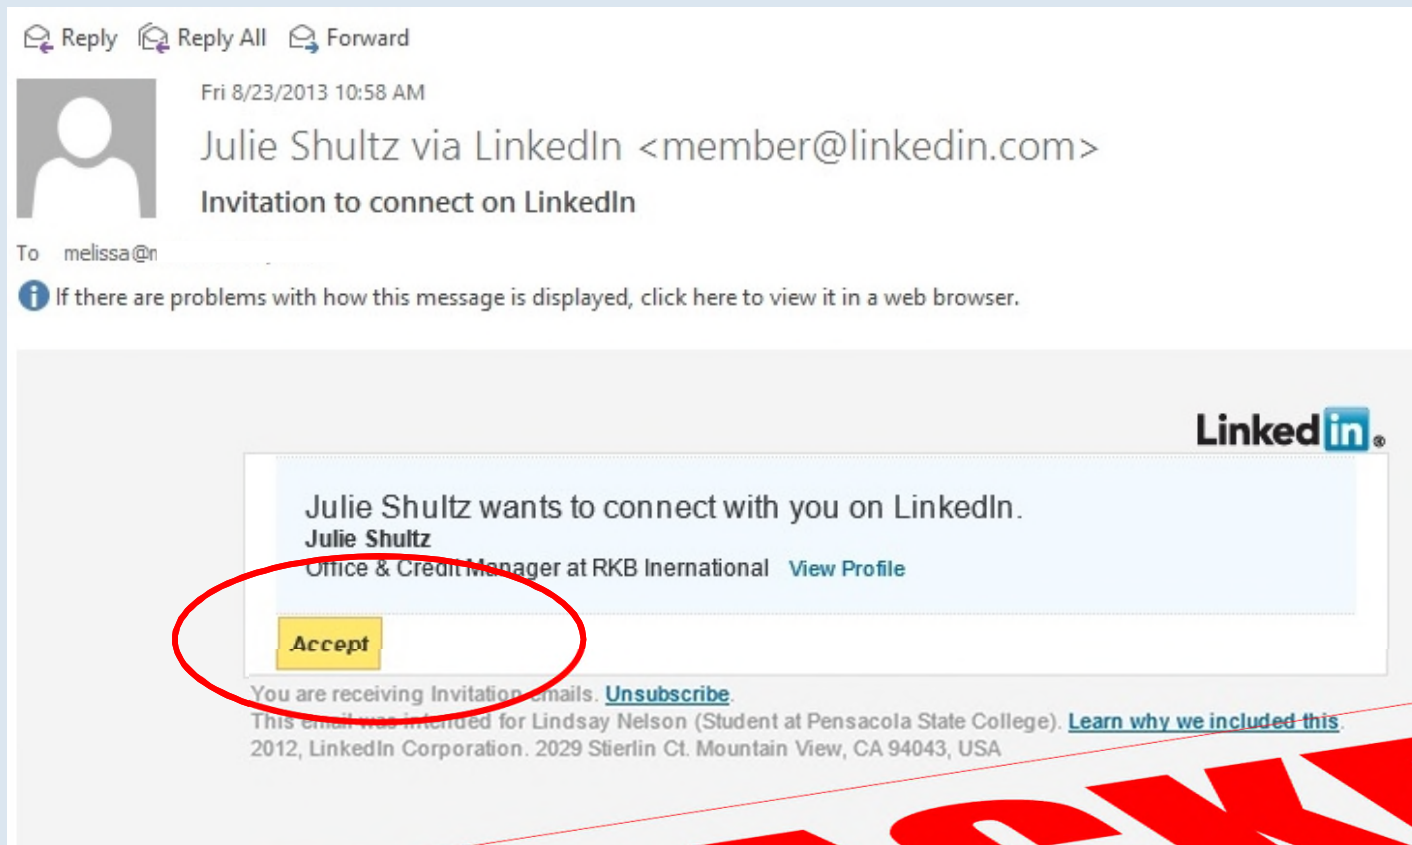 Reply Reply All Forward
Fri 8/23/2013 10:58 AM
Julie Shultz via LinkedIn <member@linkedin.com>
Invitation to connect on LinkedIn
To melissa@
If there are problems with how this message is displayed, click here to view it in a web browser.
Linked in ®
Julie Shultz wants to connect with you on LinkedIn.
Julie Shultz
Office & Credit Manager at RKB Inernational View Profile
Accept
You are receiving Invitation emails. Unsubscribe.
This email was intended for Lindsay Nelson (Student at Pensacola State College). Learn why we included this.
2012, LinkedIn Corporation. 2029 Stierlin Ct. Mountain View, CA 94043, USA